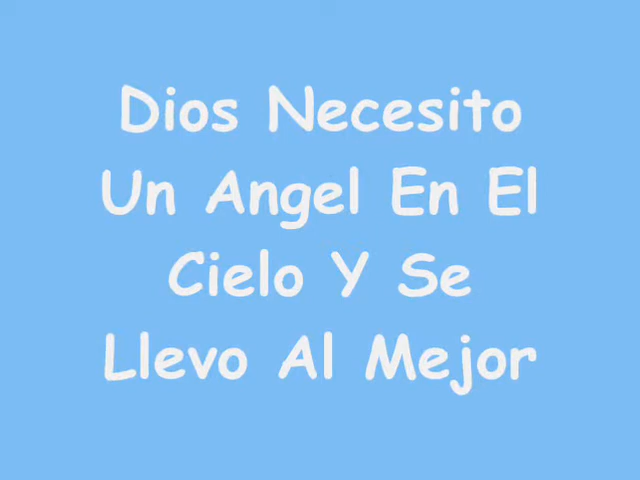 Dios Necesito
Un Angel En El
Cielo Y Se
Llevo Al Mejor